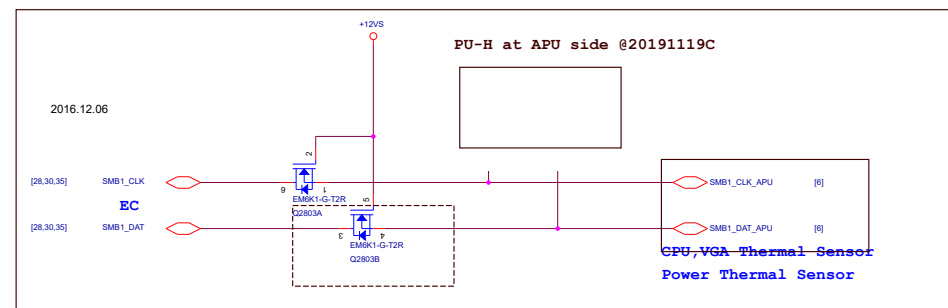 +12VS
PU-H at APU side @20191119C
2016.12.06
2
[28,30,35] SMB1_CLK 6 1 SMB1_CLK_APU [6]
EM6K1-G-T2R
EC 5
Q2803A
[28,30,35] SMB1_DAT 3 4 SMB1_DAT_APU [6]
EM6K1-G-T2R
CPU,VGA Thermal Sensor
Q2803B
Power Thermal Sensor